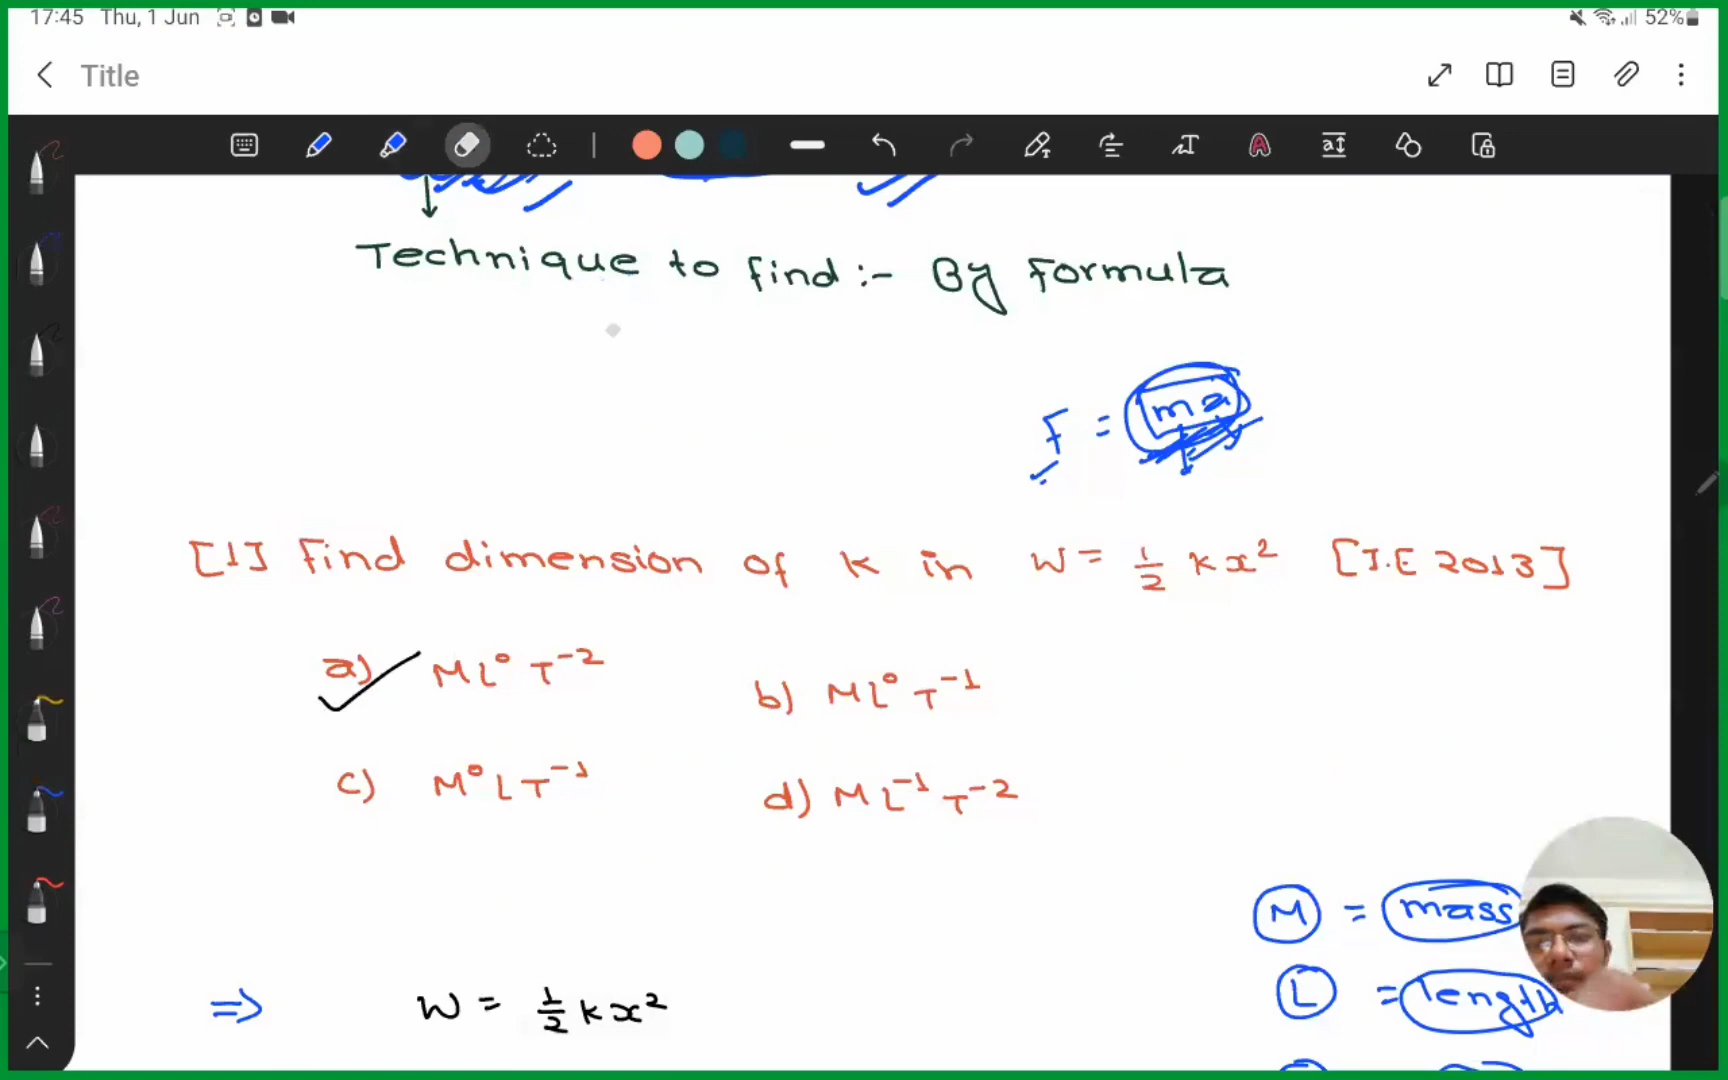 17:45 Thu, 1 Jun
52%
Title
Technique to find :- By Formula
F = ma
[1] Find dimension of k in W = ½ kx² [I.E 2013]
a) ML⁰T⁻² b) ML⁰T⁻¹
c) M⁰LT⁻¹ d) ML⁻¹T⁻²
M = mass
L = length
⇒ W = ½ kx²